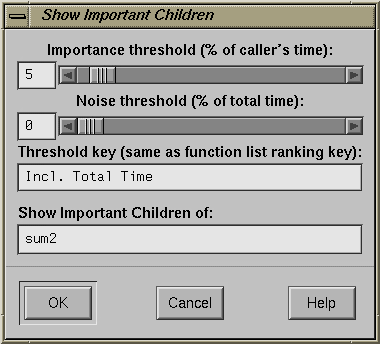 Show Important Children
Importance threshold (% of caller's time):
5
Noise threshold (% of total time):
0
Threshold key (same as function list ranking key):
Incl. Total Time
Show Important Children of:
sum2
OK Cancel Help